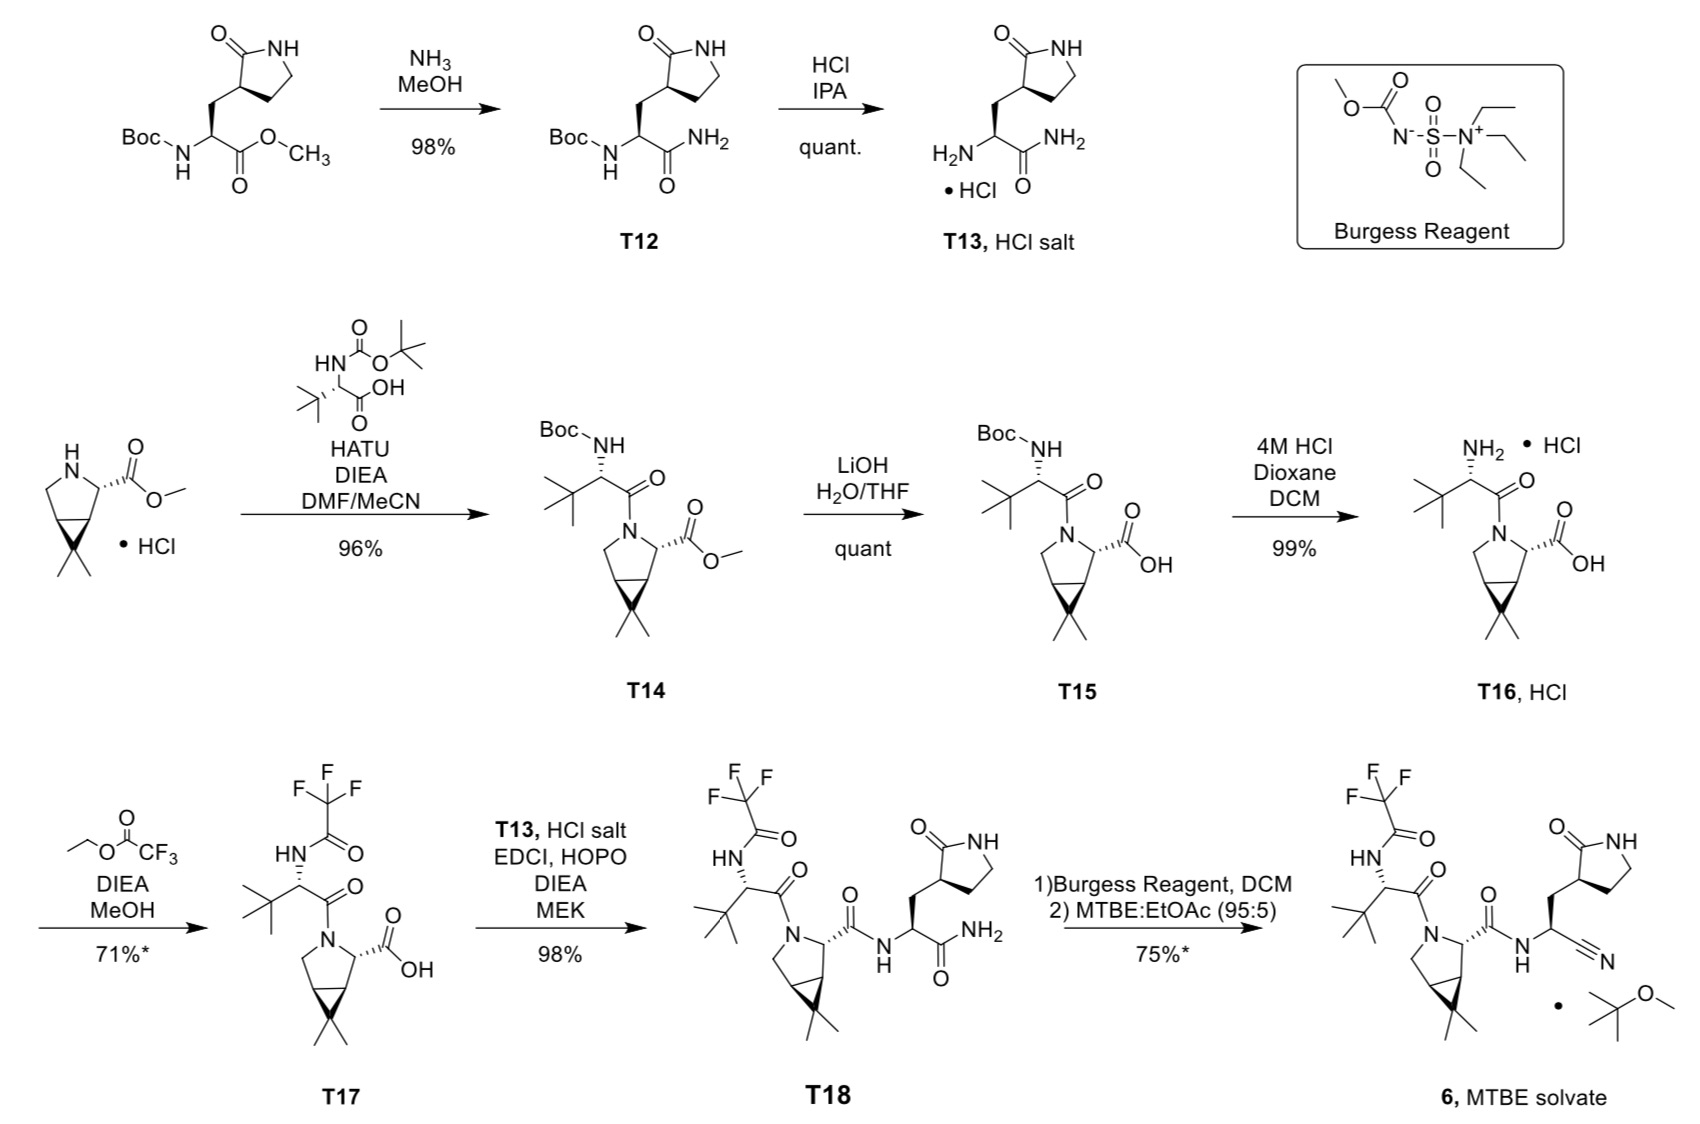 O
NH
Boc
N
H
O
CH₃
O
NH₃
MeOH
98%
O
NH
Boc
N
H
NH₂
O
T12
HCl
IPA
quant.
O
NH
H₂N
NH₂
• HCl
O
T13, HCl salt
O
O
N⁻
O
S
O
N⁺
Burgess Reagent
H
N
O
O
• HCl
O
HN
O
OH
O
HATU
DIEA
DMF/MeCN
96%
Boc
NH
O
N
O
O
T14
LiOH
H₂O/THF
quant
Boc
NH
O
N
O
OH
T15
4M HCl
Dioxane
DCM
99%
NH₂ • HCl
O
N
O
OH
T16, HCl
O
O
CF₃
DIEA
MeOH
71%*
F
F
F
HN
O
O
N
O
OH
T17
T13, HCl salt
EDCI, HOPO
DIEA
MEK
98%
F
F
F
O
HN
O
N
O
N
H
O
NH
NH₂
O
T18
1)Burgess Reagent, DCM
2) MTBE:EtOAc (95:5)
75%*
F
F
F
O
HN
O
N
O
N
H
O
NH
N
• O
6, MTBE solvate